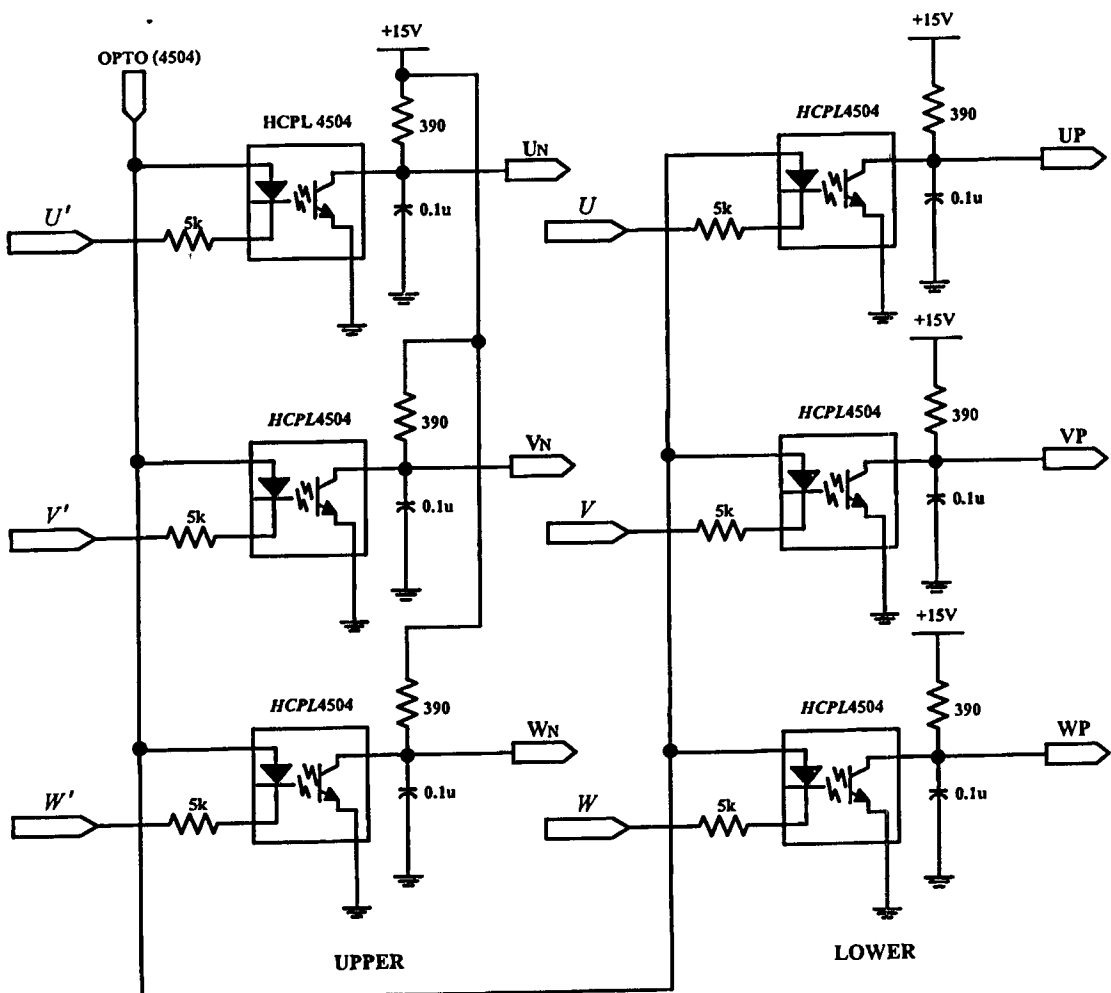 +15V
+15V
OPTO (4504)
HCPL 4504
390
UN
U'
5k
0.1u
HCPL4504
390
UP
U
5k
0.1u
+15V
HCPL4504
390
VN
V'
5k
0.1u
HCPL4504
390
VP
V
5k
0.1u
+15V
HCPL4504
390
WN
W'
5k
0.1u
HCPL4504
390
WP
W
5k
0.1u
UPPER
LOWER